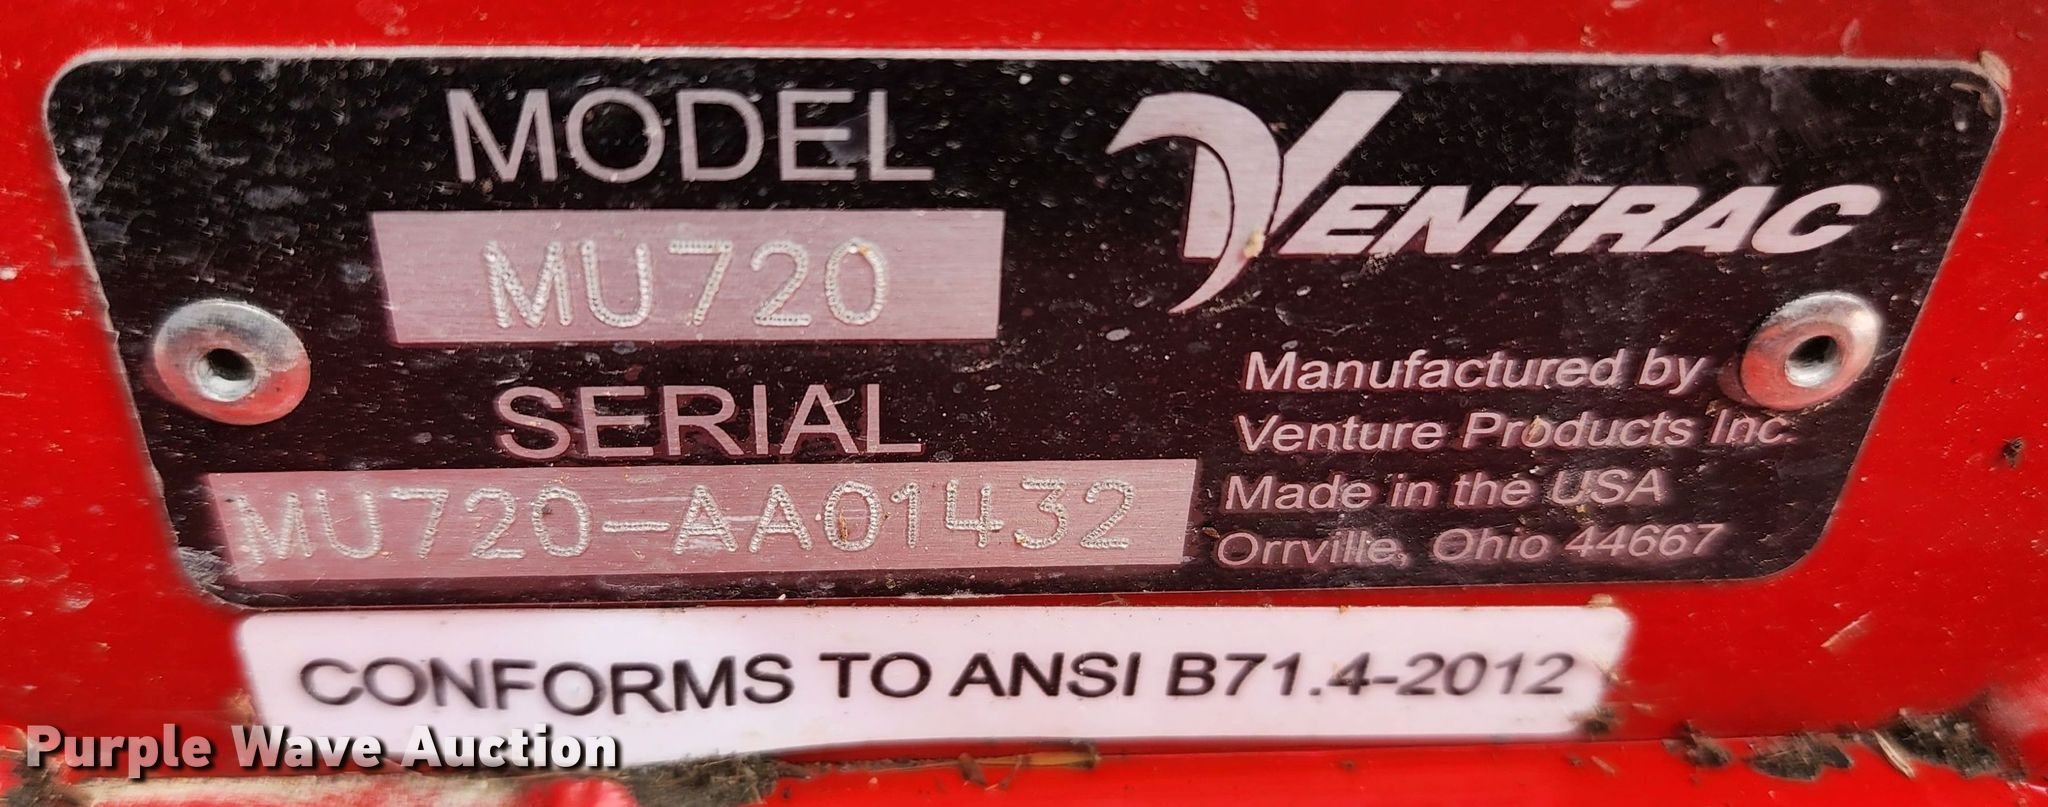 MODEL
MU720
VENTRAC
SERIAL
MU720-AA01432
Manufactured by
Venture Products Inc.
Made in the USA
Orrville, Ohio 44667
CONFORMS TO ANSI B71.4-2012
Purple Wave Auction